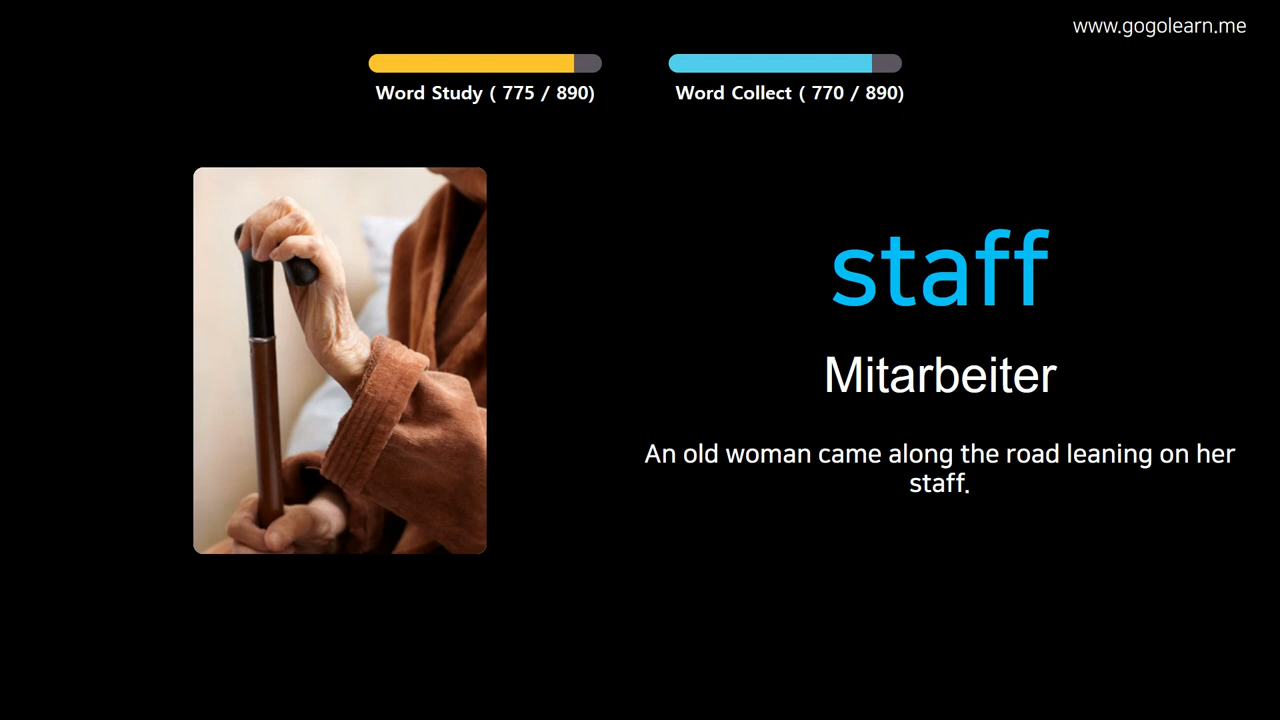 www.gogolearn.me
Word Study ( 775 / 890)
Word Collect ( 770 / 890)
staff
Mitarbeiter
An old woman came along the road leaning on her
staff.